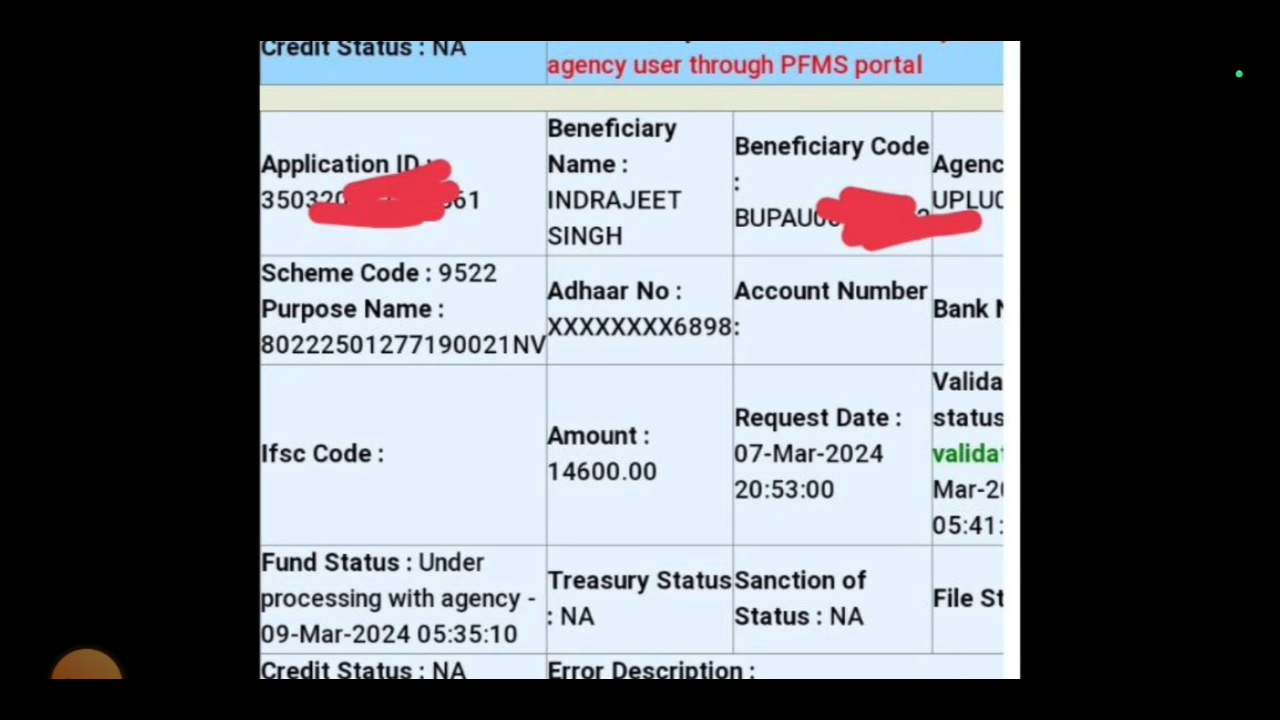 Credit Status : NA
agency user through PFMS portal
Application ID :
Beneficiary
Name :
INDRAJEET
SINGH
Beneficiary Code
:
Scheme Code : 9522
Purpose Name :
80222501277190021NV
Adhaar No :
XXXXXXXX6898
Account Number
:
Ifsc Code :
Amount :
14600.00
Request Date :
07-Mar-2024
20:53:00
status
05:41:
Fund Status : Under
processing with agency -
09-Mar-2024 05:35:10
Treasury Status
: NA
Sanction of
Status : NA
Credit Status : NA
Error Description :